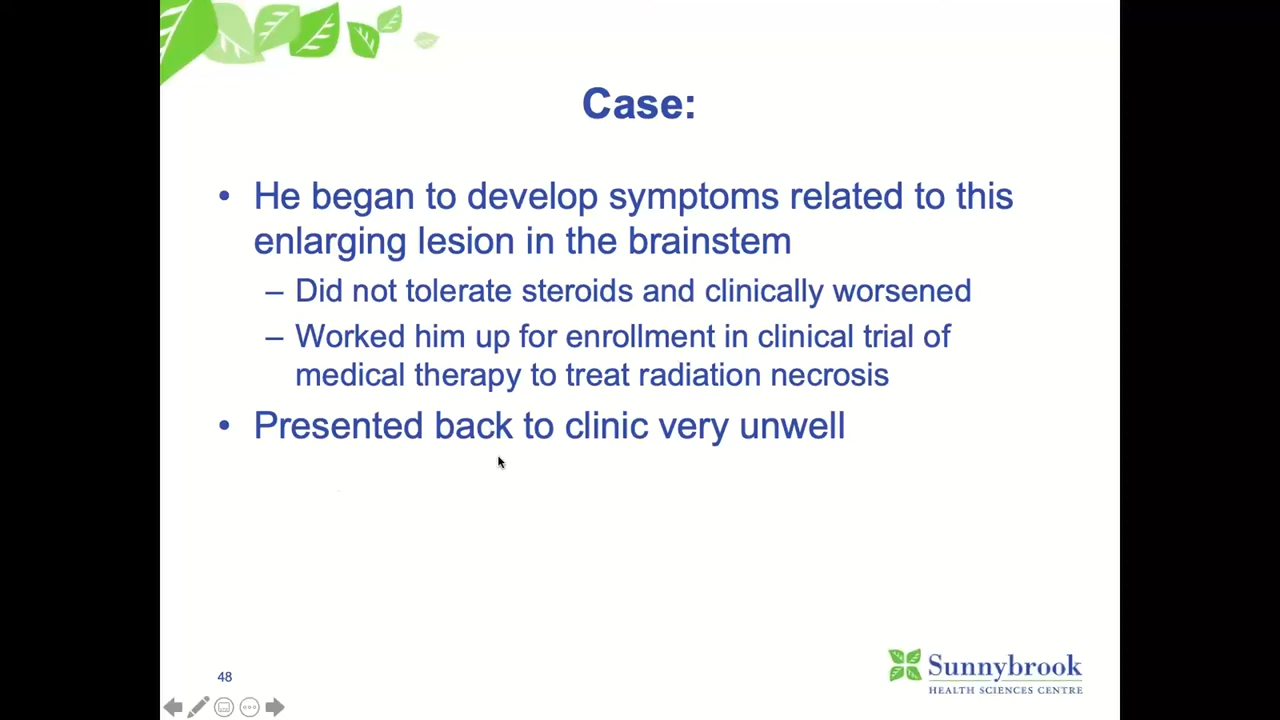 Case:
• He began to develop symptoms related to this
enlarging lesion in the brainstem
– Did not tolerate steroids and clinically worsened
– Worked him up for enrollment in clinical trial of
medical therapy to treat radiation necrosis
• Presented back to clinic very unwell
48
Sunnybrook
HEALTH SCIENCES CENTRE